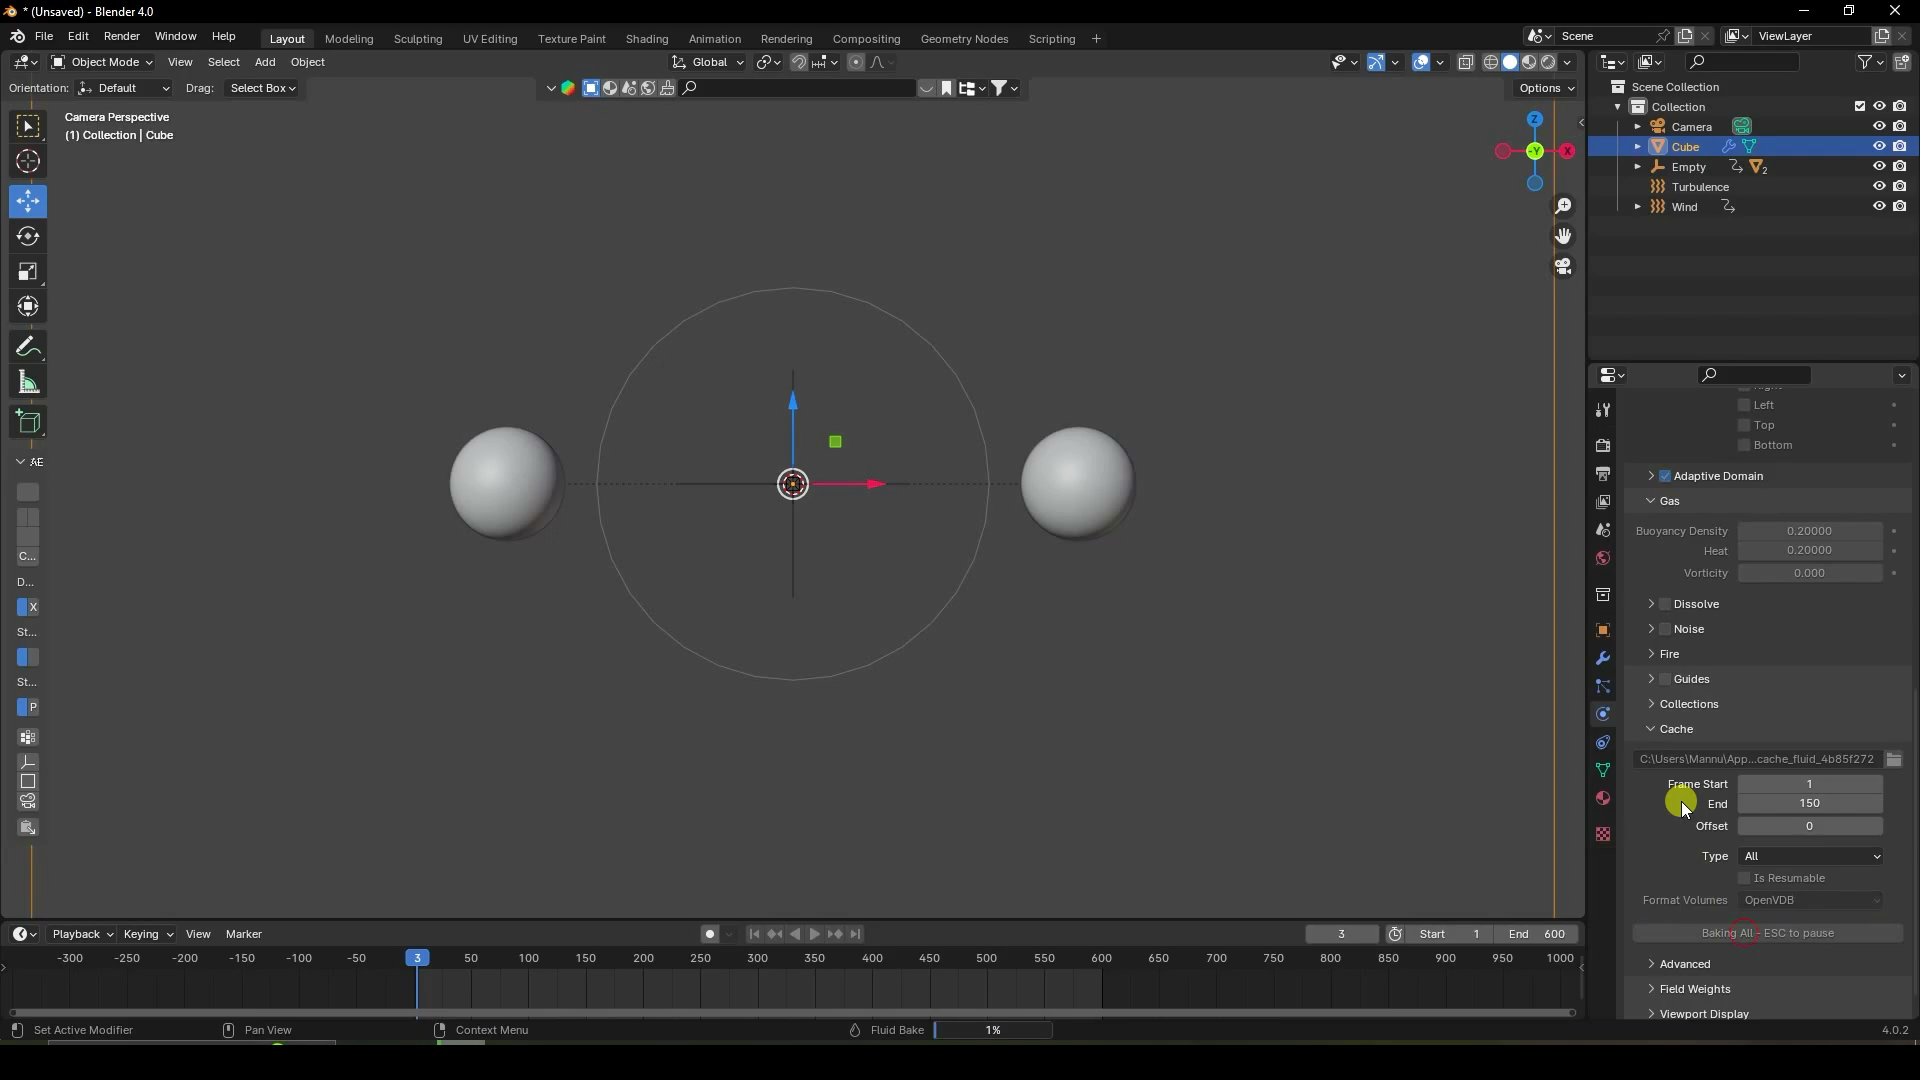 * (Unsaved) - Blender 4.0
File Edit Render Window Help
Layout Modeling Sculpting UV Editing Texture Paint Shading Animation Rendering Compositing Geometry Nodes Scripting +
Scene
ViewLayer
Object Mode View Select Add Object
Global
Orientation: Default Drag: Select Box
Options
Camera Perspective
(1) Collection | Cube
Z
-Y
X
AE
C...
D...
X
St...
St...
P
Scene Collection
Collection
Camera
Cube
Empty 2
Turbulence
Wind
Left
Top
Bottom
Adaptive Domain
Gas
Buoyancy Density 0.20000
Heat 0.20000
Vorticity 0.000
Dissolve
Noise
Fire
Guides
Collections
Cache
C:\Users\Mannu\App...cache_fluid_4b85f272
Frame Start 1
End 150
Offset 0
Type All
Is Resumable
Format Volumes OpenVDB
Baking All - ESC to pause
Advanced
Field Weights
Viewport Display
Playback Keying View Marker
3 Start 1 End 600
-300 -250 -200 -150 -100 -50 3 50 100 150 200 250 300 350 400 450 500 550 600 650 700 750 800 850 900 950 1000
Set Active Modifier Pan View Context Menu Fluid Bake 1% 4.0.2